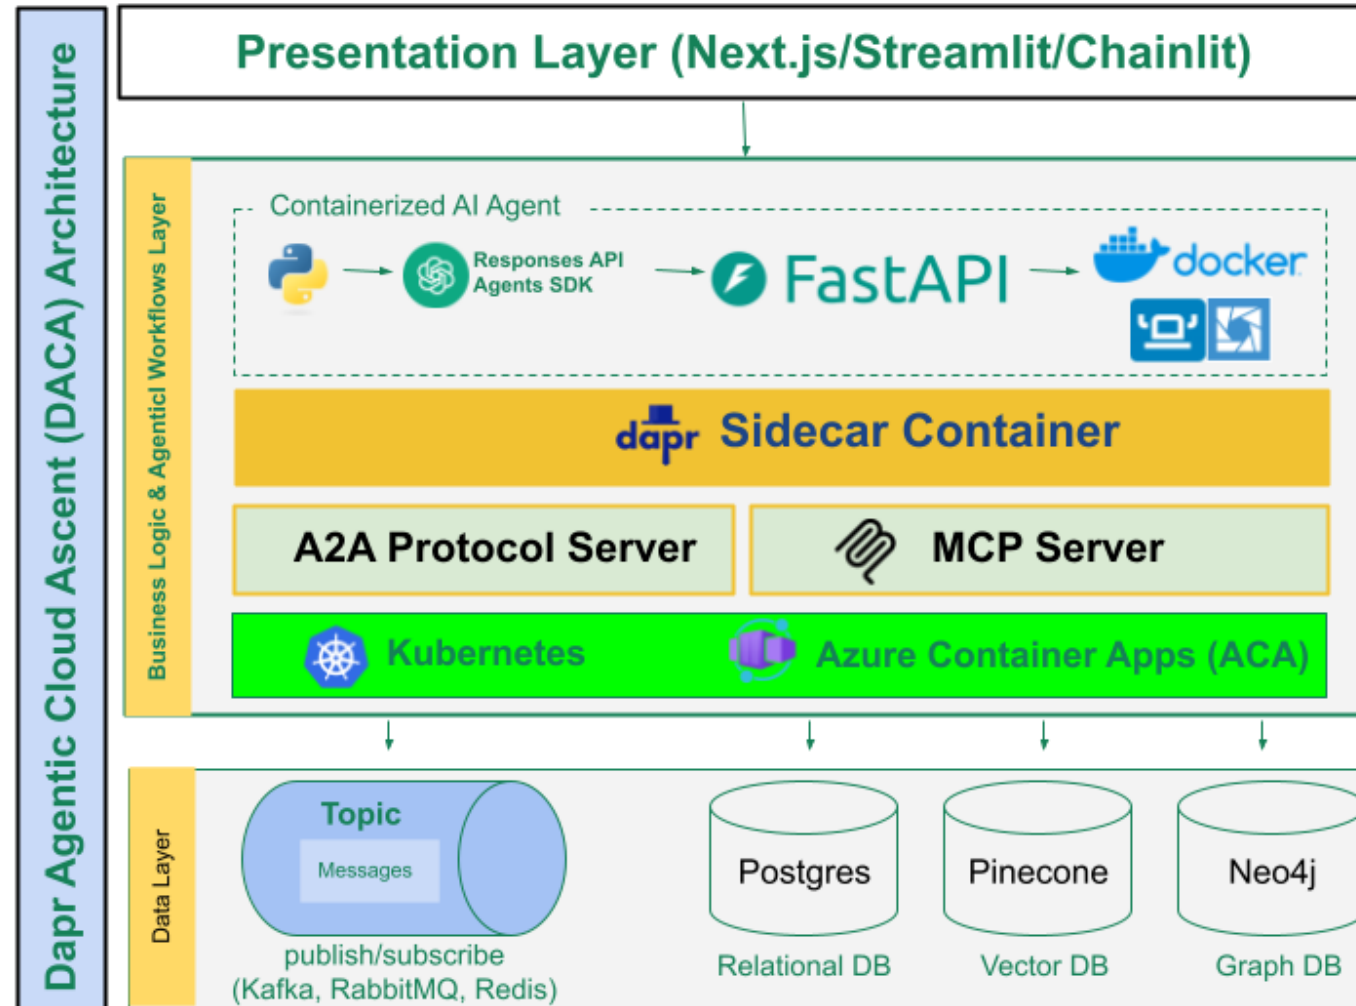 Dapr Agentic Cloud Ascent (DACA) Architecture
Presentation Layer (Next.js/Streamlit/Chainlit)
Business Logic & Agenticl Workflows Layer
Containerized AI Agent
Responses API
Agents SDK
FastAPI
docker
dapr Sidecar Container
A2A Protocol Server
MCP Server
Kubernetes
Azure Container Apps (ACA)
Data Layer
Topic
Messages
publish/subscribe
(Kafka, RabbitMQ, Redis)
Postgres
Relational DB
Pinecone
Vector DB
Neo4j
Graph DB